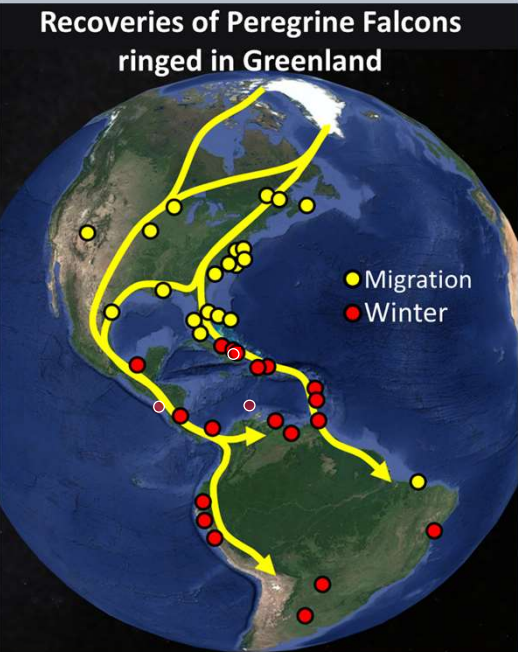 Recoveries of Peregrine Falcons
ringed in Greenland
Migration
Winter